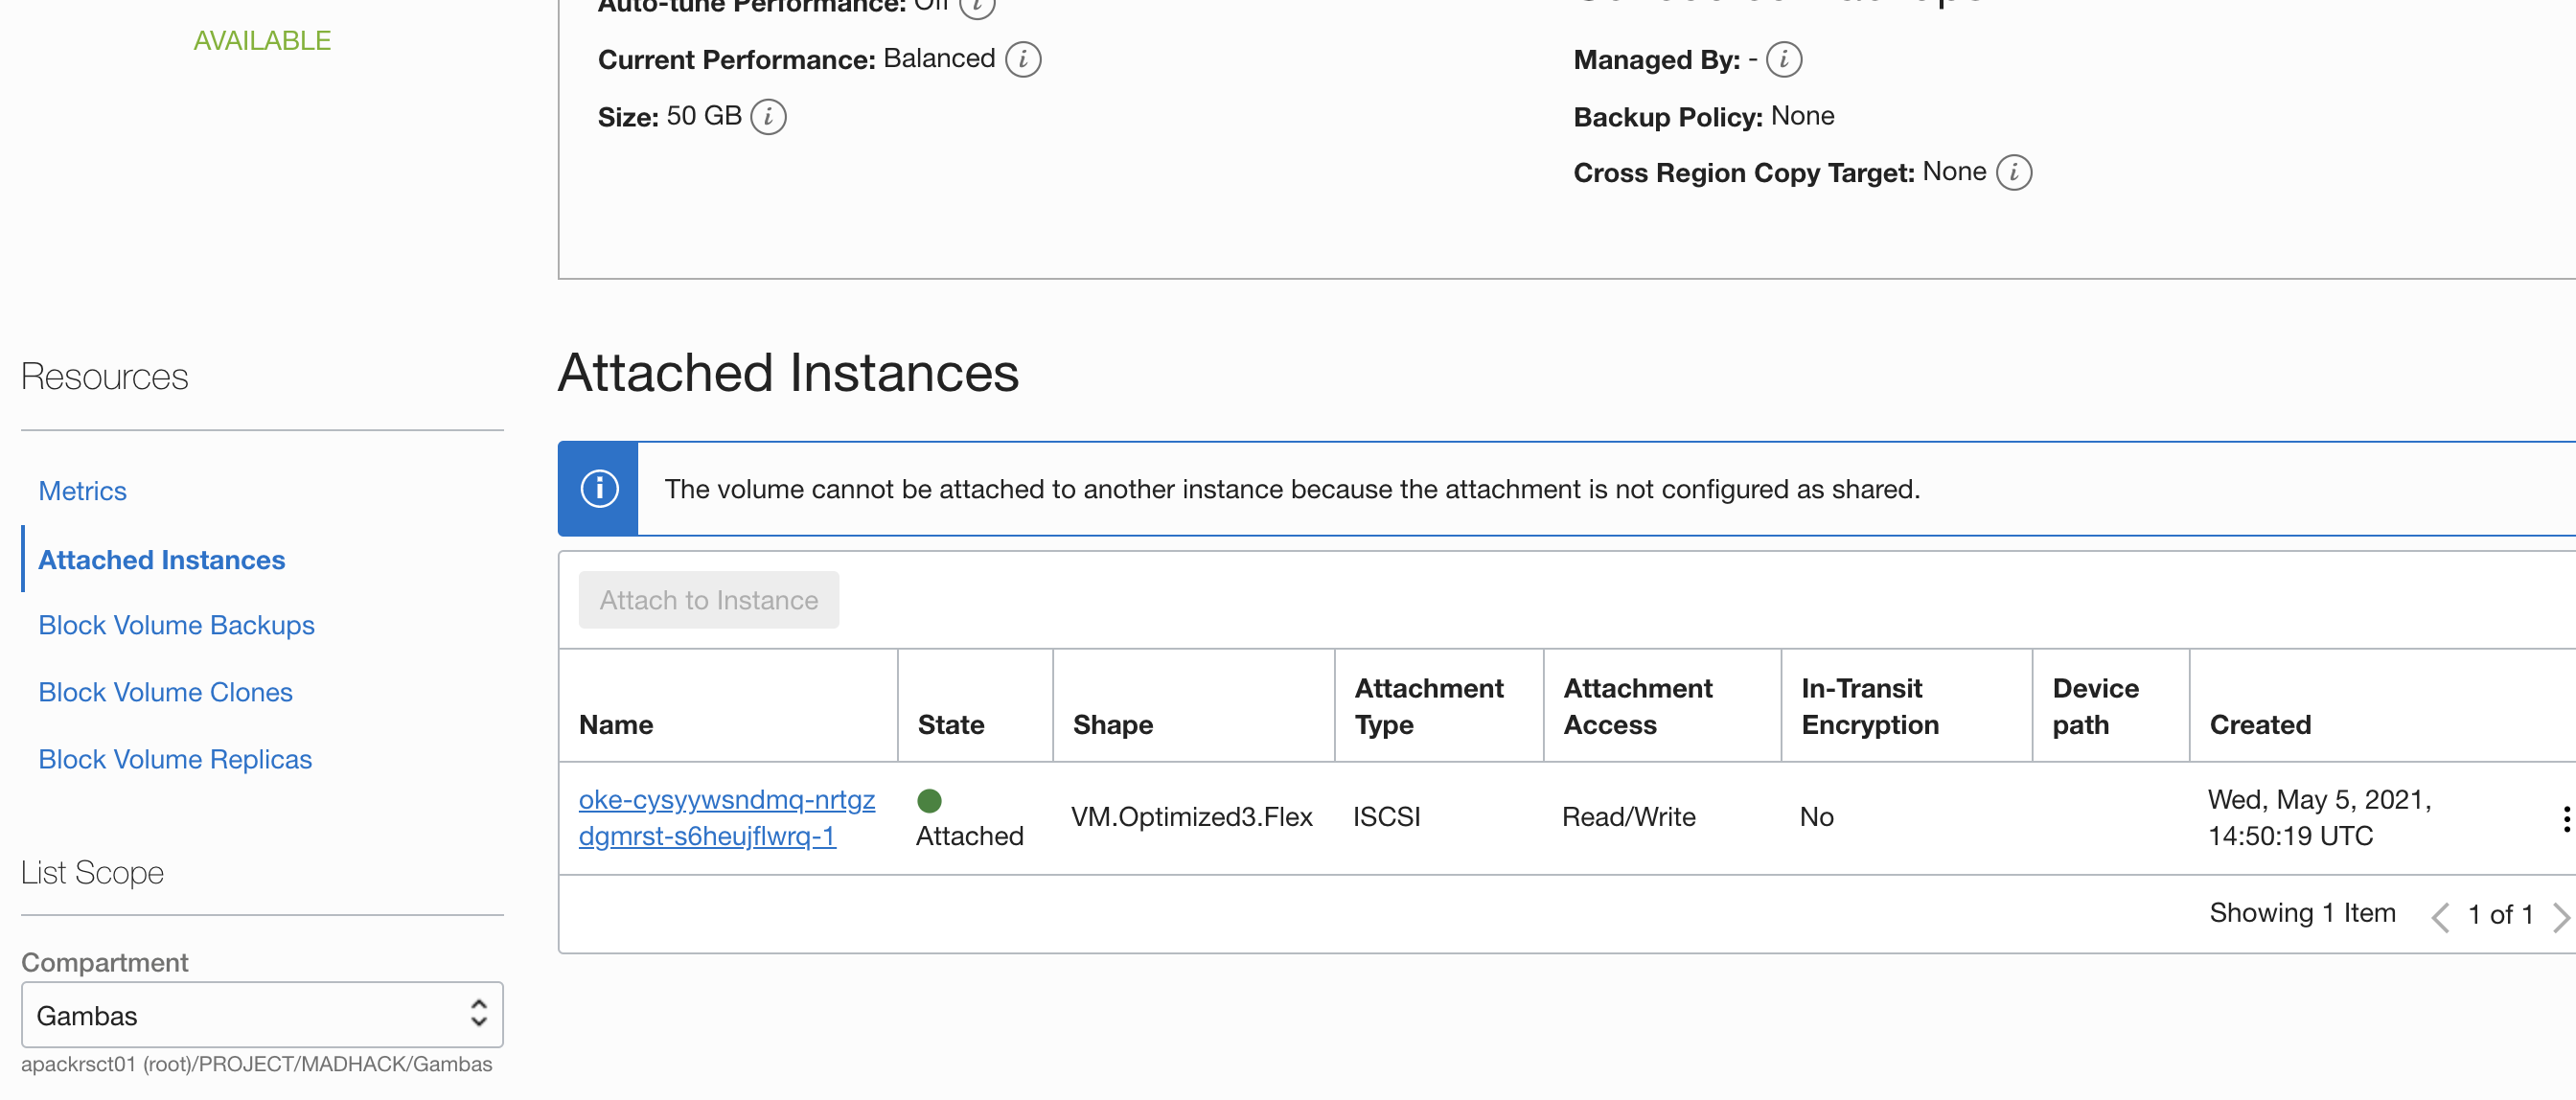 AVAILABLE
Auto-tune Performance: Off
Current Performance: Balanced
Size: 50 GB
Managed By: -
Backup Policy: None
Cross Region Copy Target: None
Resources
Metrics
Attached Instances
Block Volume Backups
Block Volume Clones
Block Volume Replicas
List Scope
Compartment
Gambas
apackrsct01 (root)/PROJECT/MADHACK/Gambas
Attached Instances
The volume cannot be attached to another instance because the attachment is not configured as shared.
Attach to Instance
Name State Shape Attachment Type Attachment Access In-Transit Encryption Device path Created
oke-cysyywsndmq-nrtgz
dgmrst-s6heujflwrq-1
Attached
VM.Optimized3.Flex
ISCSI
Read/Write
No
Wed, May 5, 2021,
14:50:19 UTC
Showing 1 Item
1 of 1